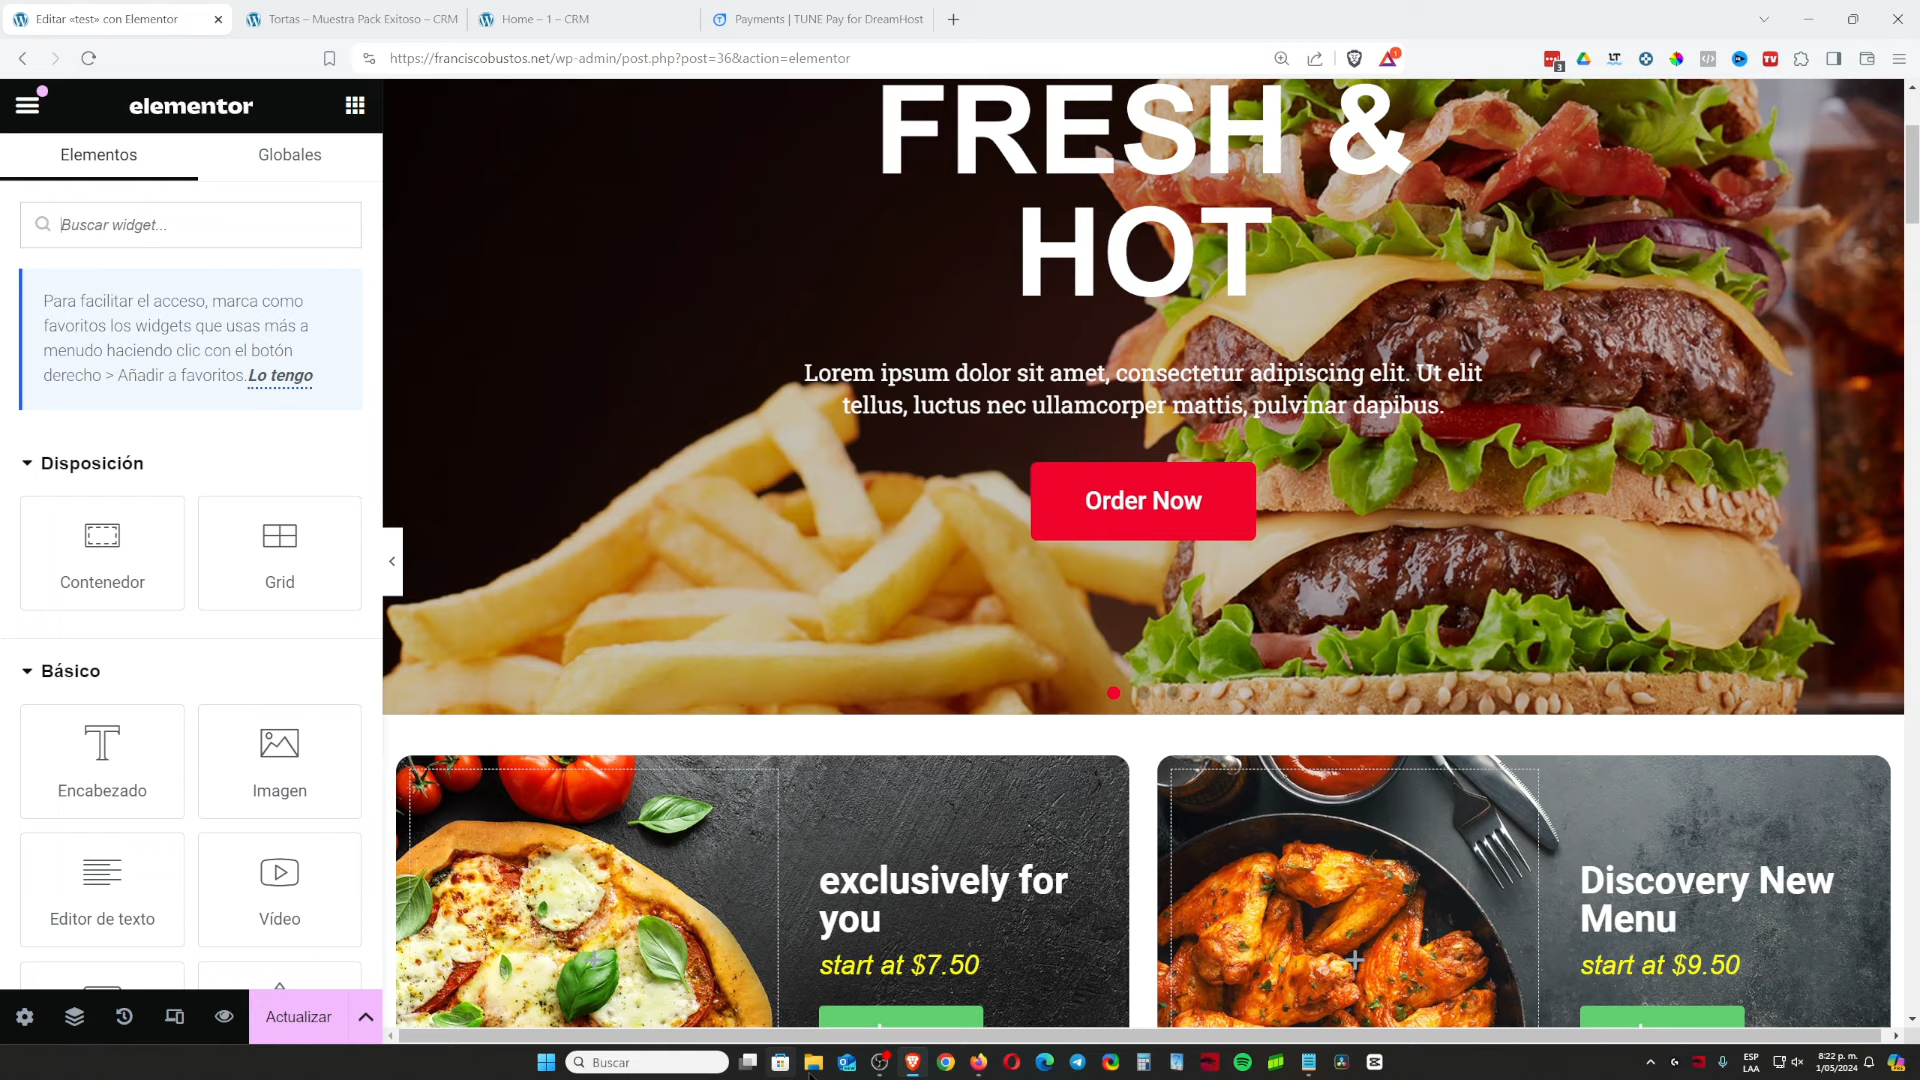 Editar «test» con Elementor
Tortas – Muestra Pack Exitoso – CRM
Home – 1 – CRM
Payments | TUNE Pay for DreamHost
https://franciscobustos.net/wp-admin/post.php?post=36&action=elementor
elementor
Elementos
Globales
Buscar widget...
Para facilitar el acceso, marca como
favoritos los widgets que usas más a
menudo haciendo clic con el botón
derecho > Añadir a favoritos.Lo tengo
Disposición
Contenedor
Grid
Básico
Encabezado
Imagen
Editor de texto
Vídeo
Actualizar
FRESH &
HOT
Lorem ipsum dolor sit amet, consectetur adipiscing elit. Ut elit
tellus, luctus nec ullamcorper mattis, pulvinar dapibus.
Order Now
exclusively for
you
start at $7.50
Discovery New
Menu
start at $9.50
Buscar
ESP
LAA
8:22 p. m.
1/05/2024